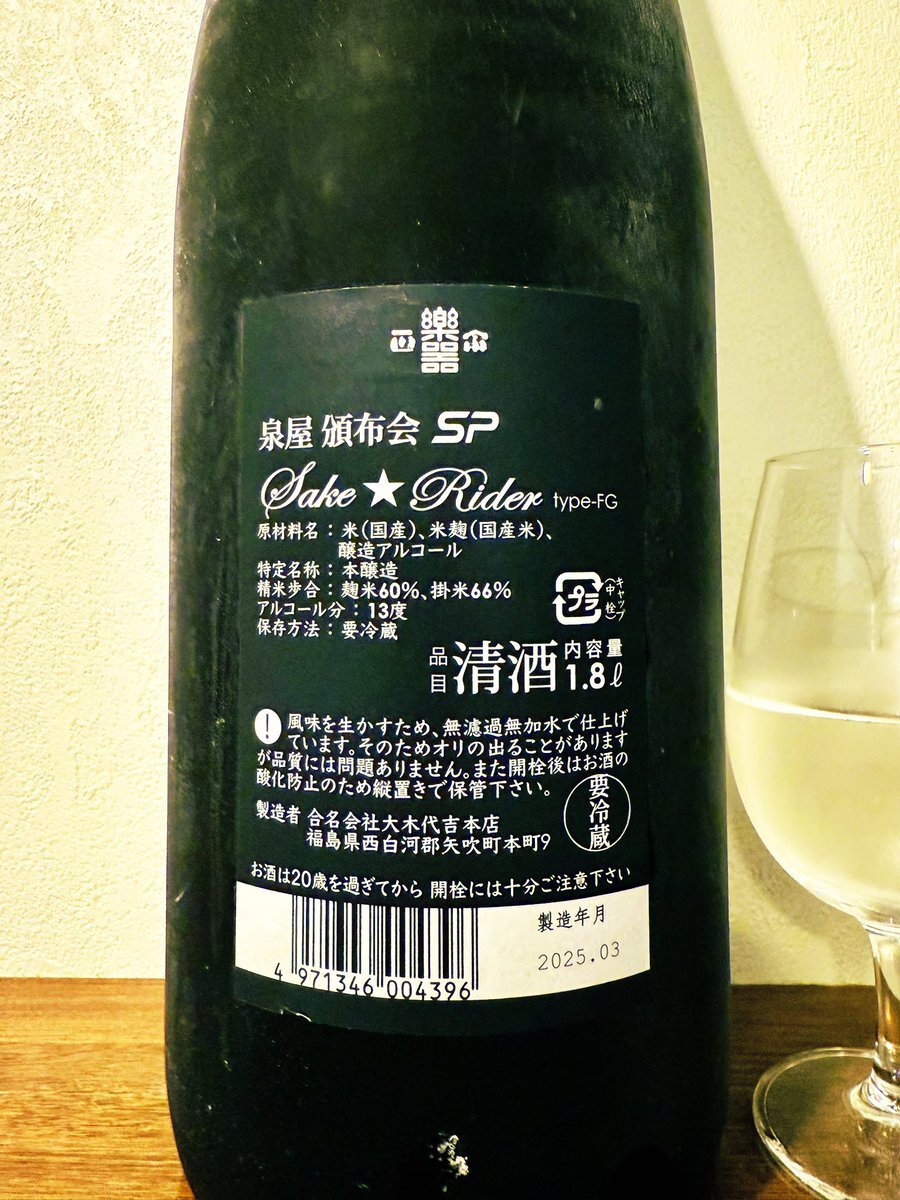 樂器正宗
泉屋 頒布会 SP
Sake★Rider type-FG
原材料名：米(国産)、米麹(国産米)、
醸造アルコール
特定名称：本醸造
精米歩合：麹米60%、掛米66%
アルコール分：13度
保存方法：要冷蔵
プラ
キャップ
中栓
品目 清酒 内容量 1.8ℓ
! 風味を生かすため、無濾過無加水で仕上げ
ています。そのためオリの出ることがあります
が品質には問題ありません。また開栓後はお酒の
酸化防止のため縦置きで保管下さい。
要冷蔵
製造者 合名会社大木代吉本店
福島県西白河郡矢吹町本町9
お酒は20歳を過ぎてから 開栓には十分ご注意下さい
製造年月
2025.03
4 971346 004396